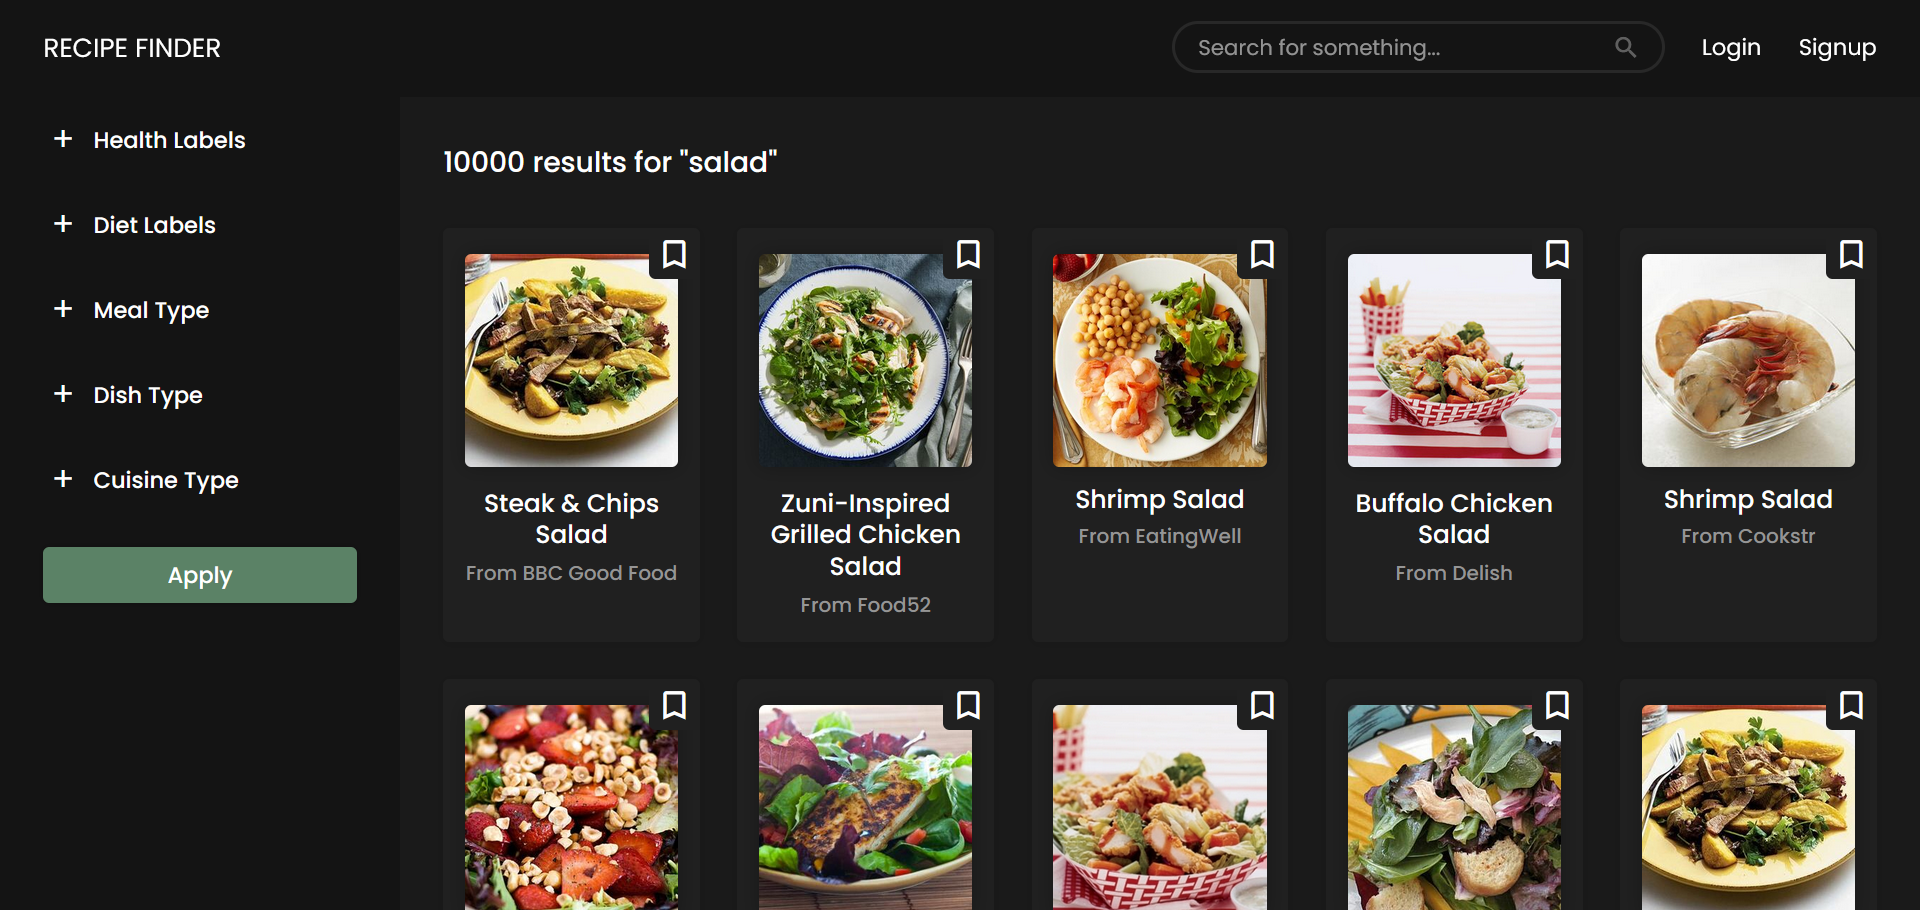 RECIPE FINDER
Search for something...
Login
Signup
+ Health Labels
+ Diet Labels
+ Meal Type
+ Dish Type
+ Cuisine Type
Apply
10000 results for "salad"
Steak & Chips
Salad
From BBC Good Food
Zuni-Inspired
Grilled Chicken
Salad
From Food52
Shrimp Salad
From EatingWell
Buffalo Chicken
Salad
From Delish
Shrimp Salad
From Cookstr